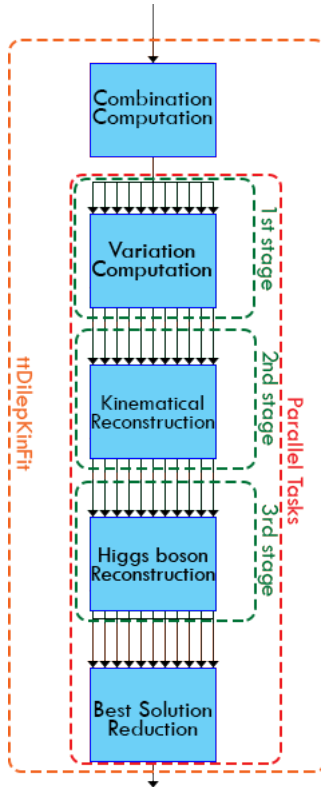 Combination
Computation
1st stage
Variation
Computation
2nd stage
ttDilepKinFit
Kinematical
Reconstruction
Parallel Tasks
3rd stage
Higgs boson
Reconstruction
Best Solution
Reduction